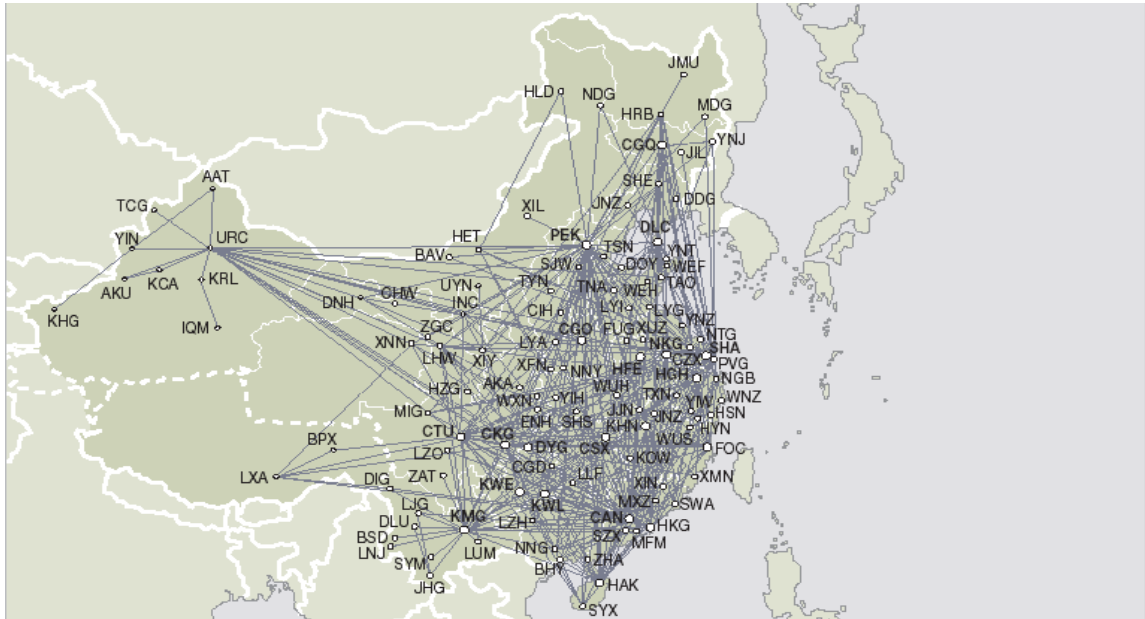 JMU
HLD
NDG
MDG
HRB
YNJ
CGQ
JIL
AAT
SHE
TCG
JNZ
DDG
XIL
YIN
URC
PEK
DLC
HET
TSN
BAV
YNT
SJW
DOY
WEF
AKU
KCA
KRL
UYN
TYN
TNA
WEH
TAO
DNH
CHW
INC
KHG
IQM
CIH
LYI
LYG
ZGC
CGO
FUG
XUZ
YNZ
XNN
LHW
XIY
LYA
NKG
NTG
SHA
XFN
NNY
HFE
CZX
PVG
HGH
NGB
HZG
AKA
WUH
WXN
YIH
TXN
WNZ
MIG
ENH
SHS
JJN
JNZ
YIW
HSN
CTU
CKG
KHN
HYN
BPX
DYG
CSX
WUS
FOC
LZO
CGD
KOW
LXA
DIG
ZAT
LLF
XMN
KWE
XIN
LJG
KWL
MXZ
SWA
DLU
KMG
LZH
CAN
HKG
BSD
SZX
MFM
LNJ
LUM
NNG
SYM
BHY
ZHA
JHG
HAK
SYX